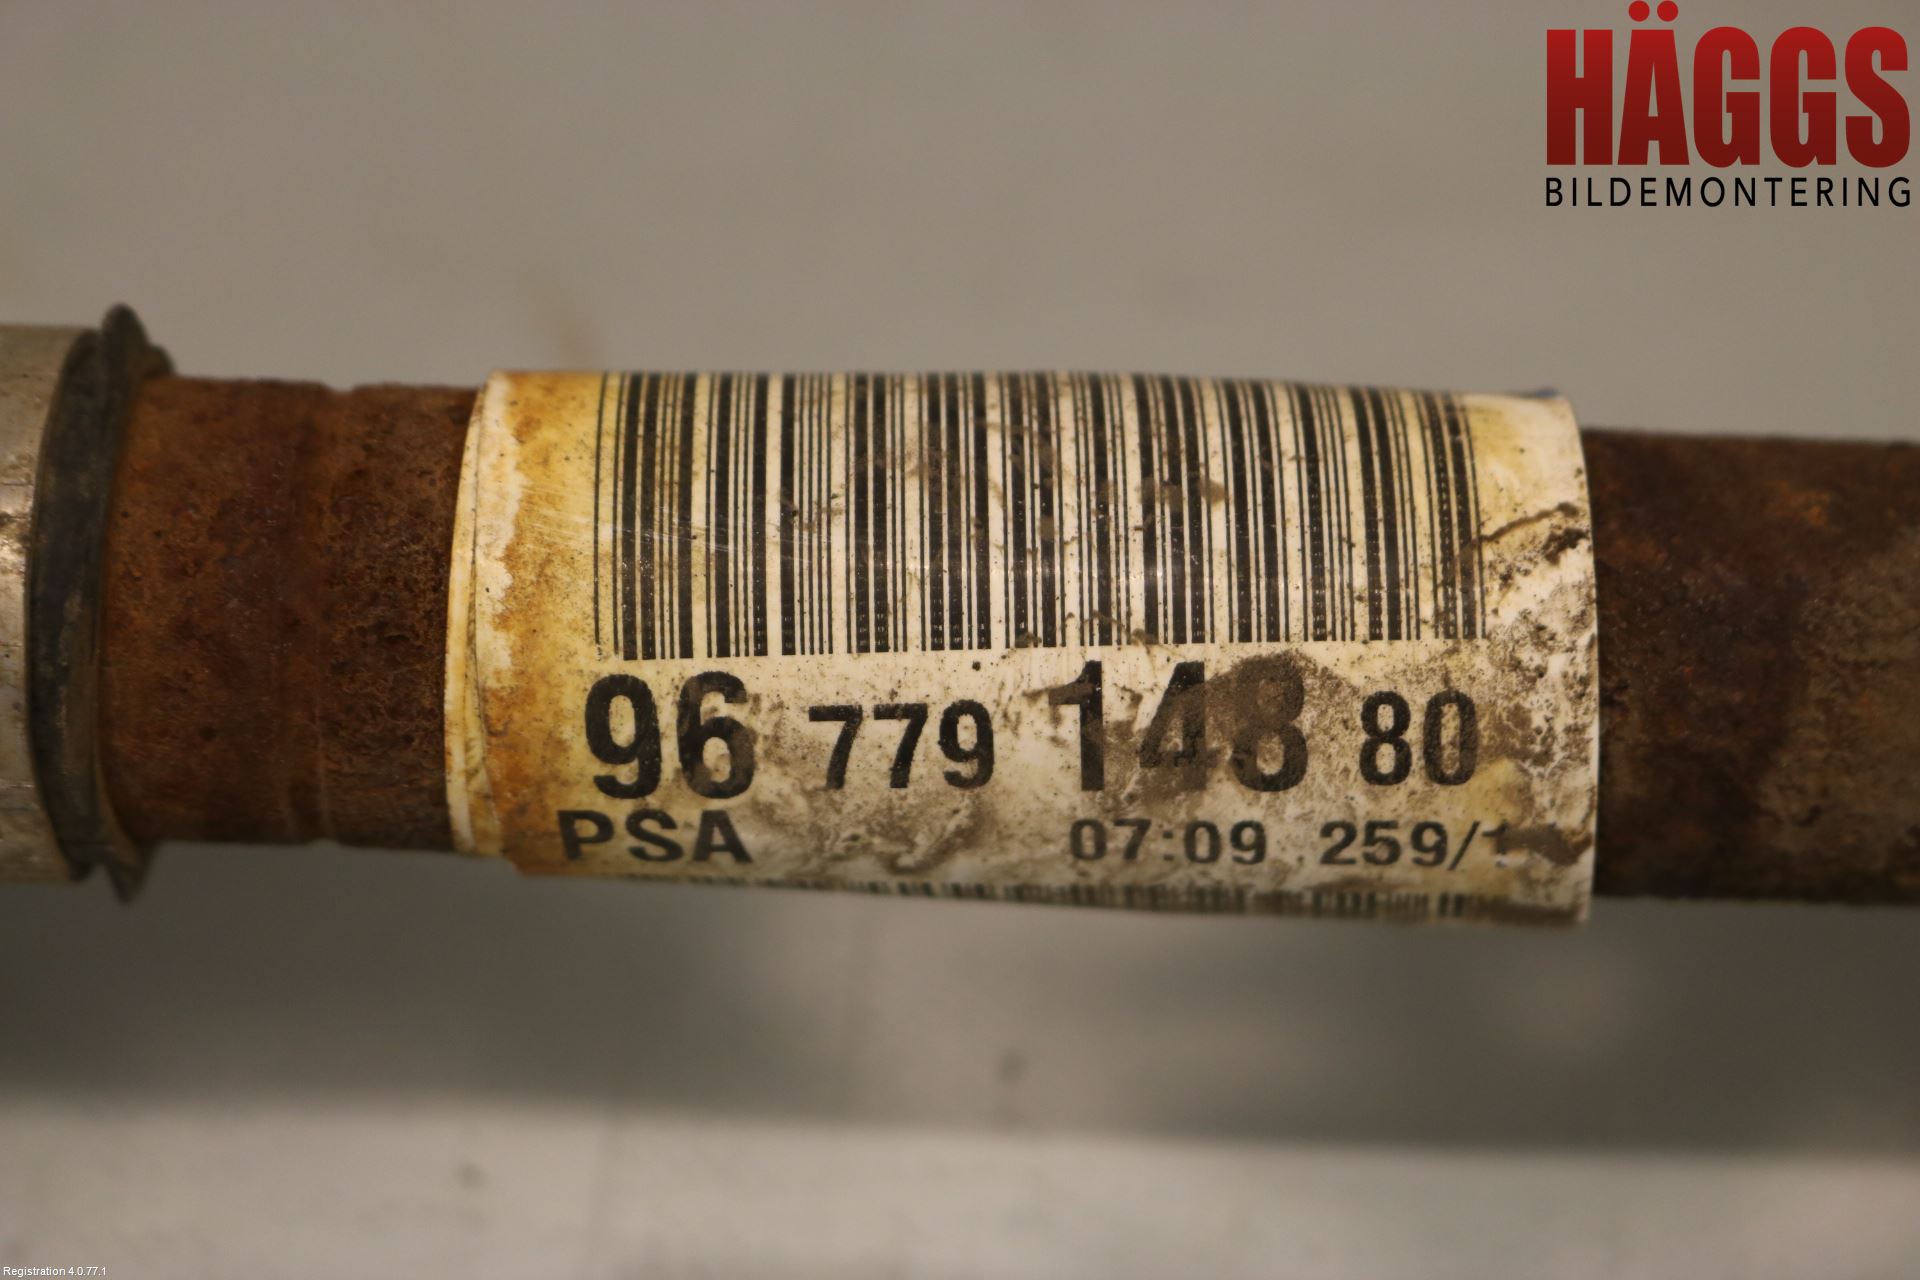 HÄGGS
BILDEMONTERING
96 779 148 80
PSA 07:09 259/1
Registration 4.0.77.1